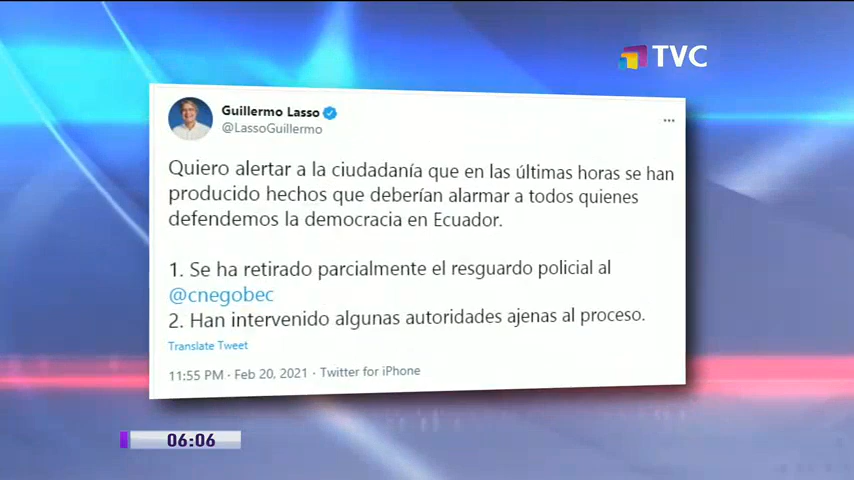 TVC
Guillermo Lasso
@LassoGuillermo
Quiero alertar a la ciudadanía que en las últimas horas se han
producido hechos que deberían alarmar a todos quienes
defendemos la democracia en Ecuador.
1. Se ha retirado parcialmente el resguardo policial al
@cnegobec
2. Han intervenido algunas autoridades ajenas al proceso.
Translate Tweet
11:55 PM · Feb 20, 2021 · Twitter for iPhone
06:06